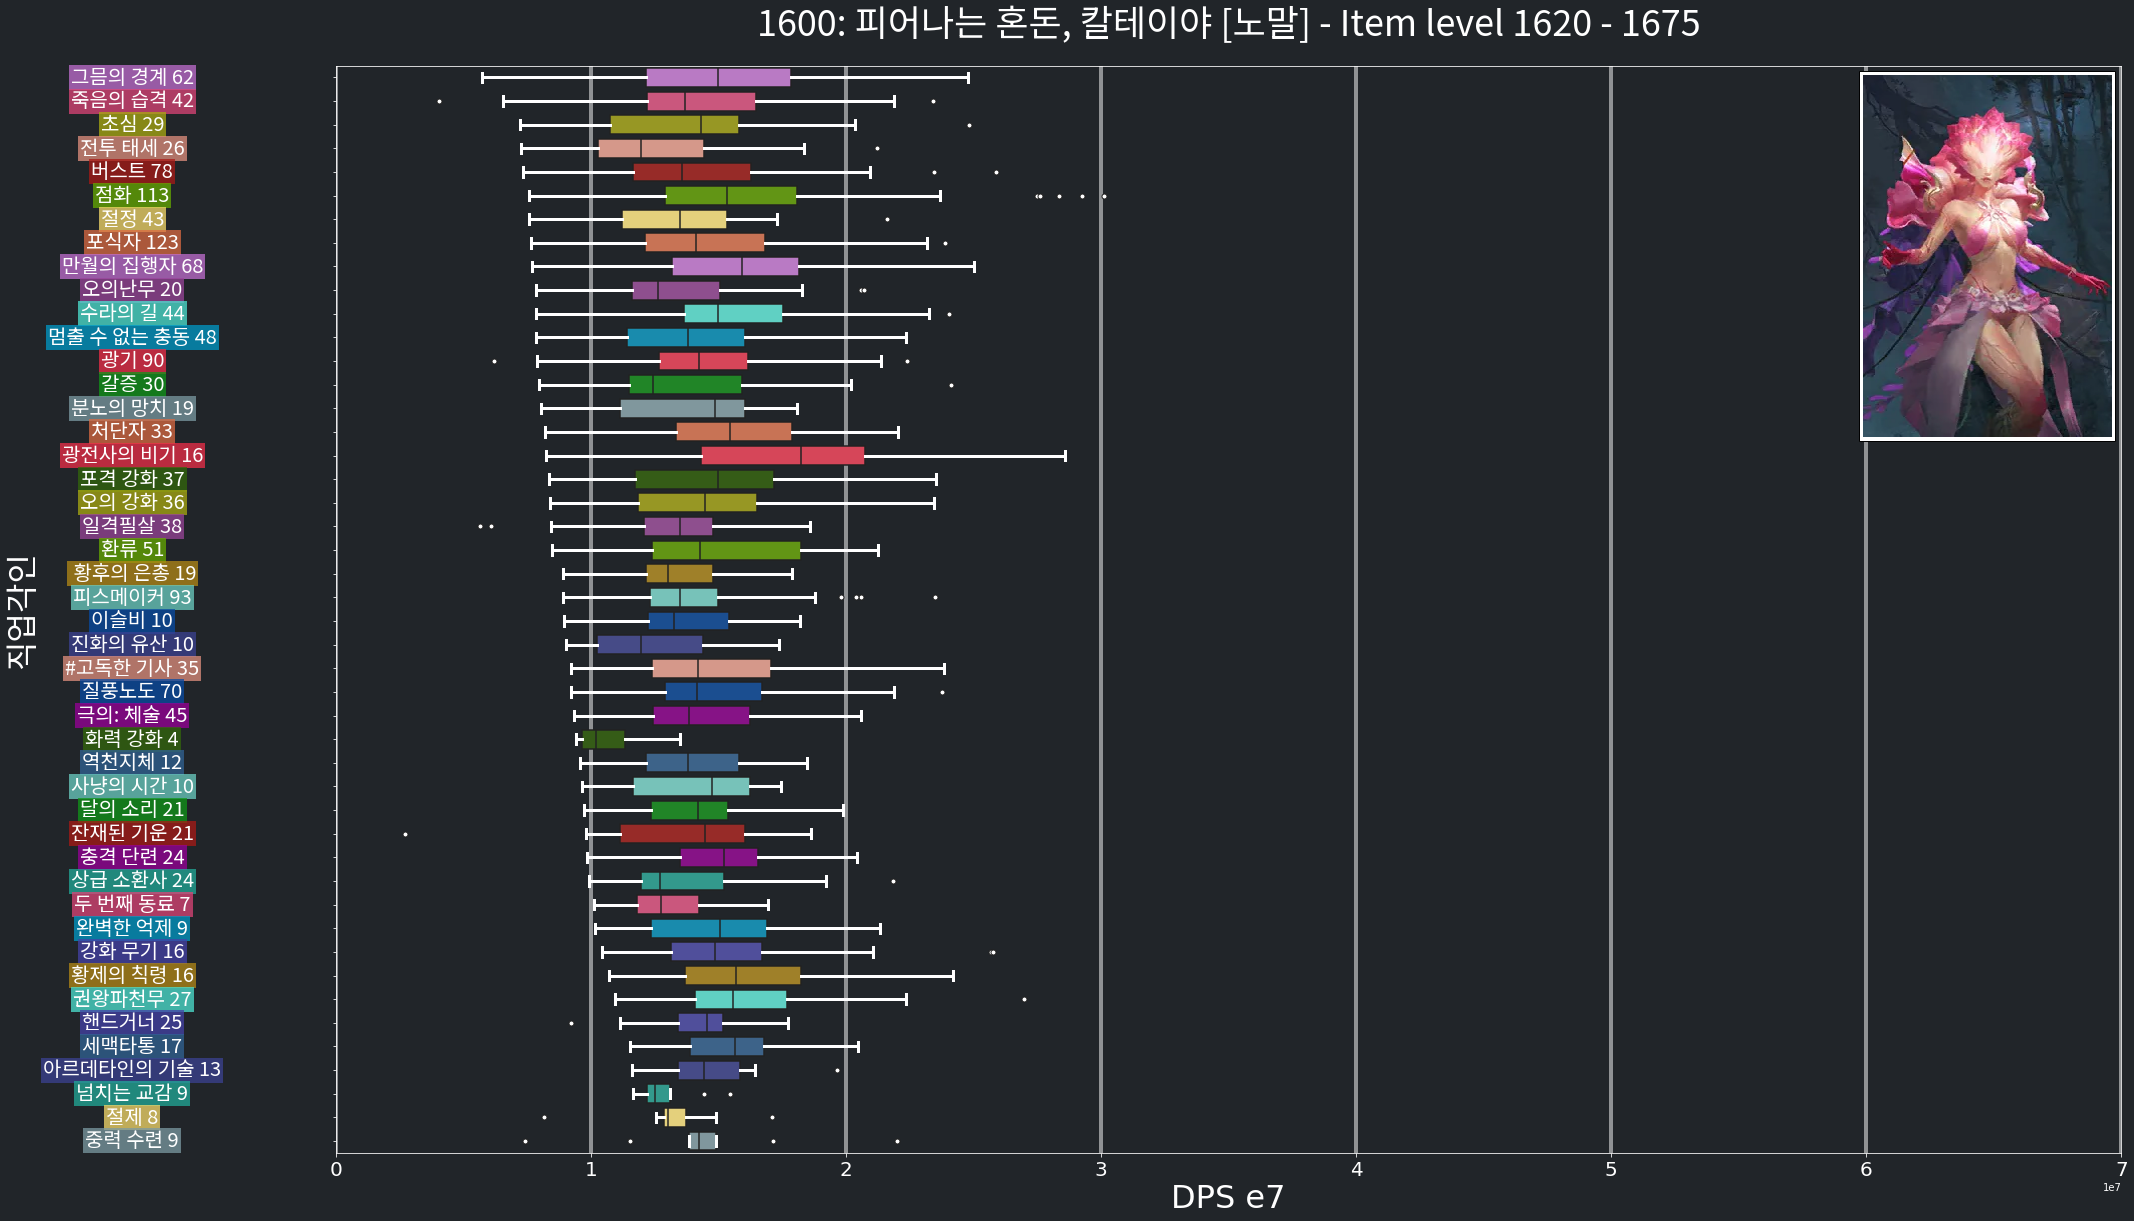 1600: 피어나는 혼돈, 칼테이야 [노말] - Item level 1620 - 1675
직업각인
그믐의 경계 62
죽음의 습격 42
초심 29
전투 태세 26
버스트 78
점화 113
절정 43
포식자 123
만월의 집행자 68
오의난무 20
수라의 길 44
멈출 수 없는 충동 48
광기 90
갈증 30
분노의 망치 19
처단자 33
광전사의 비기 16
포격 강화 37
오의 강화 36
일격필살 38
환류 51
황후의 은총 19
피스메이커 93
이슬비 10
진화의 유산 10
#고독한 기사 35
질풍노도 70
극의: 체술 45
화력 강화 4
역천지체 12
사냥의 시간 10
달의 소리 21
잔재된 기운 21
충격 단련 24
상급 소환사 24
두 번째 동료 7
완벽한 억제 9
강화 무기 16
황제의 칙령 16
권왕파천무 27
핸드거너 25
세맥타통 17
아르데타인의 기술 13
넘치는 교감 9
절제 8
중력 수련 9
0 1 2 3 4 5 6 7
1e7
DPS e7